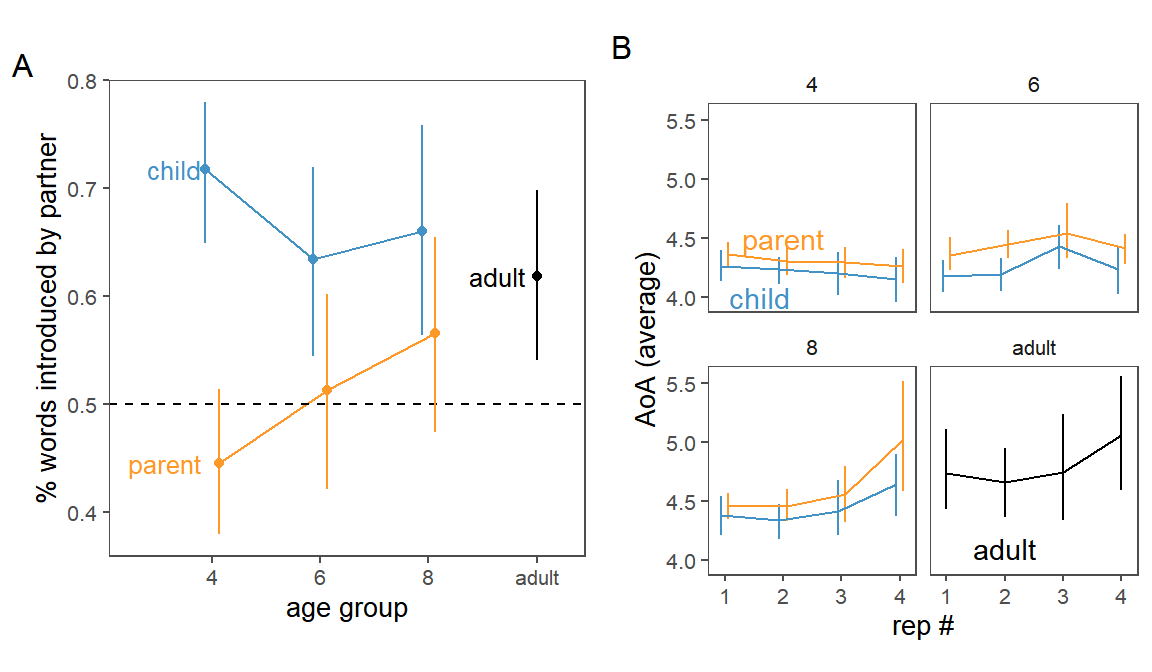 A
% words introduced by partner
0.8
0.7
0.6
0.5
0.4
child
parent
adult
4
6
8
adult
age group
B
AoA (average)
4
6
5.5
5.0
4.5
4.0
parent
child
8
adult
5.5
5.0
4.5
4.0
adult
1
2
3
4
1
2
3
4
rep #